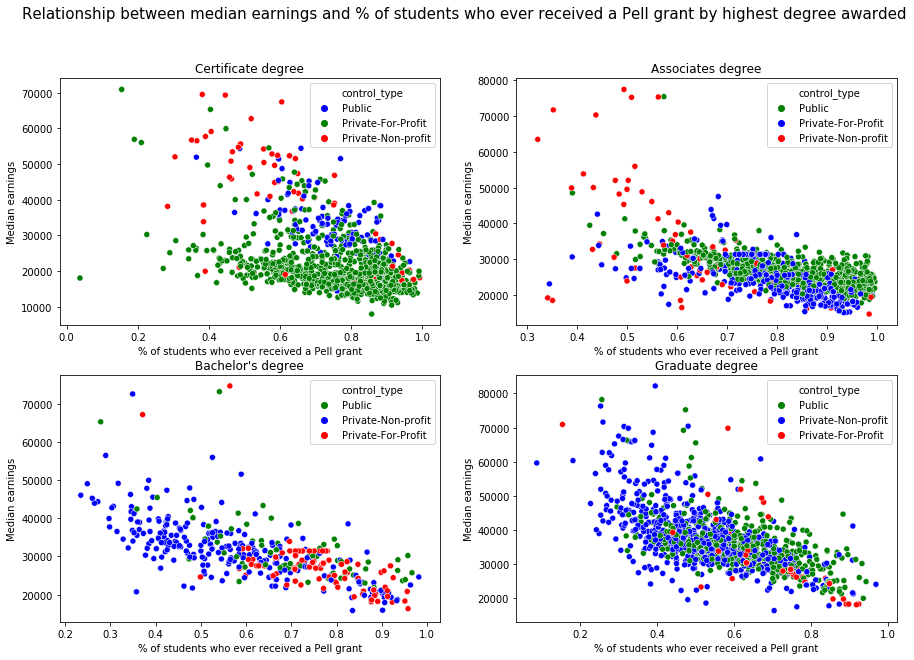 Relationship between median earnings and % of students who ever received a Pell grant by highest degree awarded
Certificate degree
control_type
Public
Private-For-Profit
Private-Non-profit
70000
60000
50000
40000
30000
20000
10000
Median earnings
0.0 0.2 0.4 0.6 0.8 1.0
% of students who ever received a Pell grant
Associates degree
control_type
Public
Private-For-Profit
Private-Non-profit
80000
70000
60000
50000
40000
30000
20000
Median earnings
0.3 0.4 0.5 0.6 0.7 0.8 0.9 1.0
% of students who ever received a Pell grant
Bachelor's degree
control_type
Public
Private-Non-profit
Private-For-Profit
70000
60000
50000
40000
30000
20000
Median earnings
0.2 0.3 0.4 0.5 0.6 0.7 0.8 0.9 1.0
% of students who ever received a Pell grant
Graduate degree
control_type
Public
Private-Non-profit
Private-For-Profit
80000
70000
60000
50000
40000
30000
20000
Median earnings
0.2 0.4 0.6 0.8 1.0
% of students who ever received a Pell grant